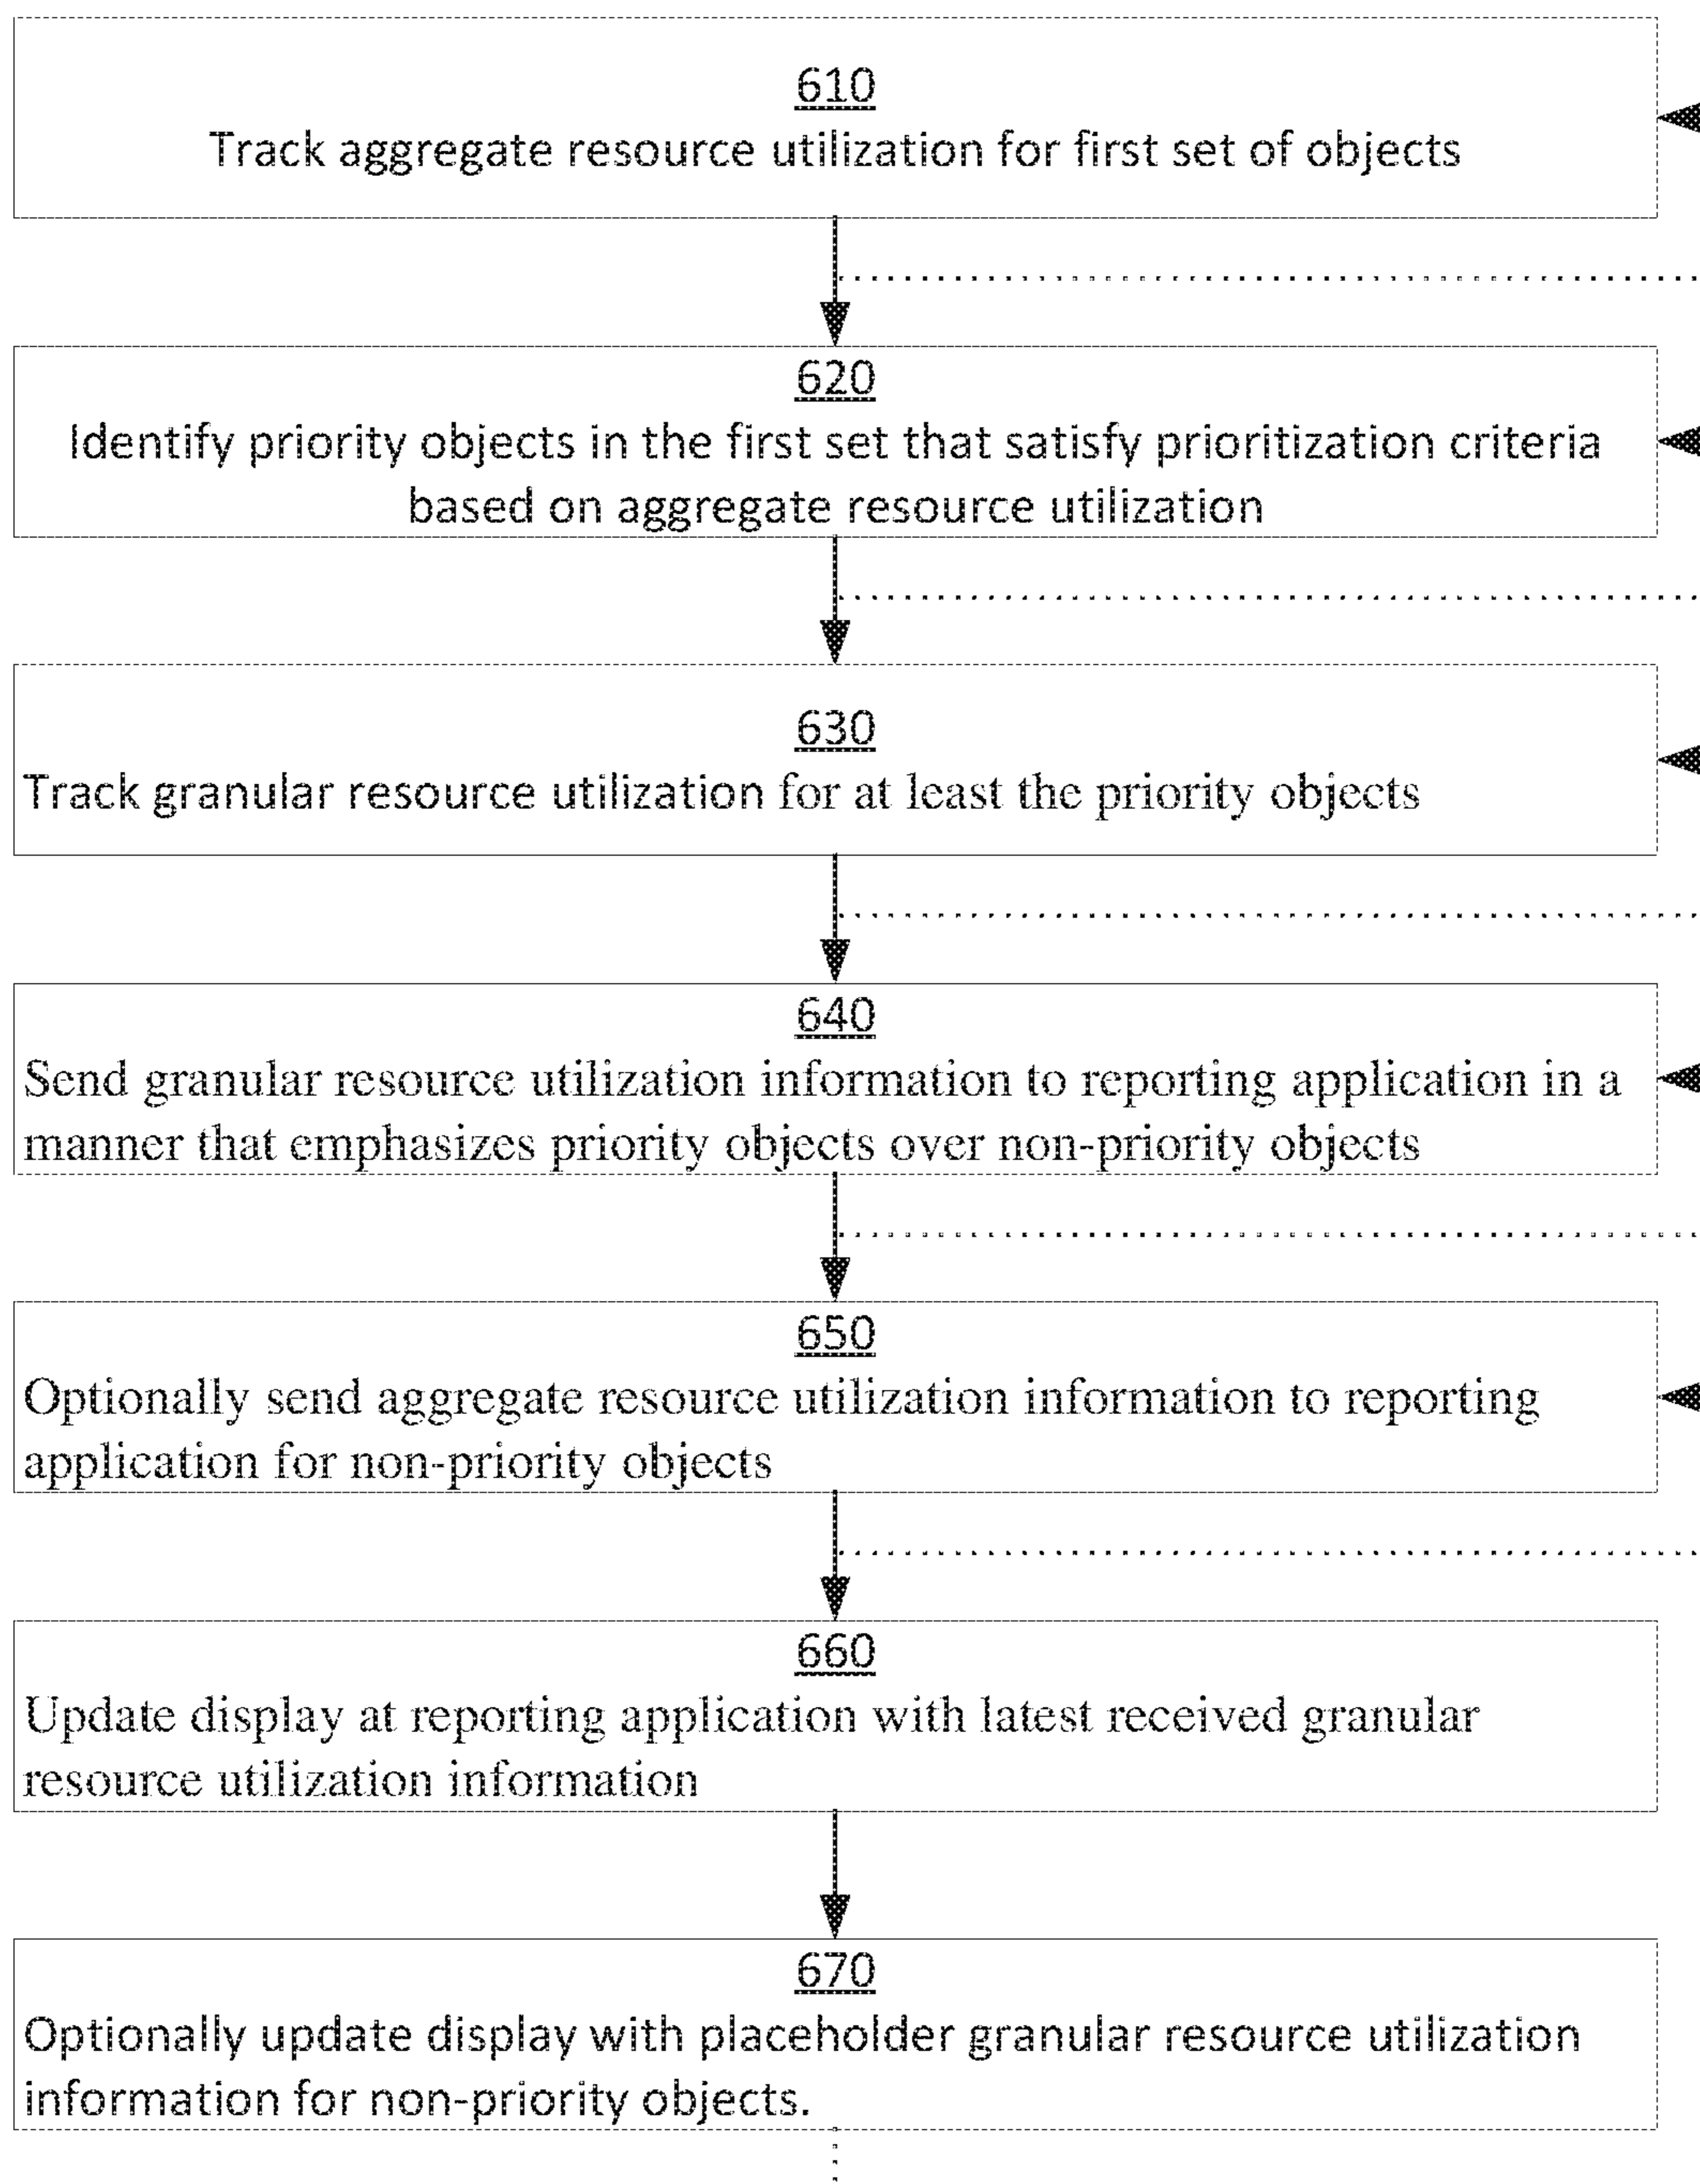 610
Track aggregate resource utilization for first set of objects
620
Identify priority objects in the first set that satisfy prioritization criteria
based on aggregate resource utilization
630
Track granular resource utilization for at least the priority objects
640
Send granular resource utilization information to reporting application in a
manner that emphasizes priority objects over non-priority objects
650
Optionally send aggregate resource utilization information to reporting
application for non-priority objects
660
Update display at reporting application with latest received granular
resource utilization information
670
Optionally update display with placeholder granular resource utilization
information for non-priority objects.